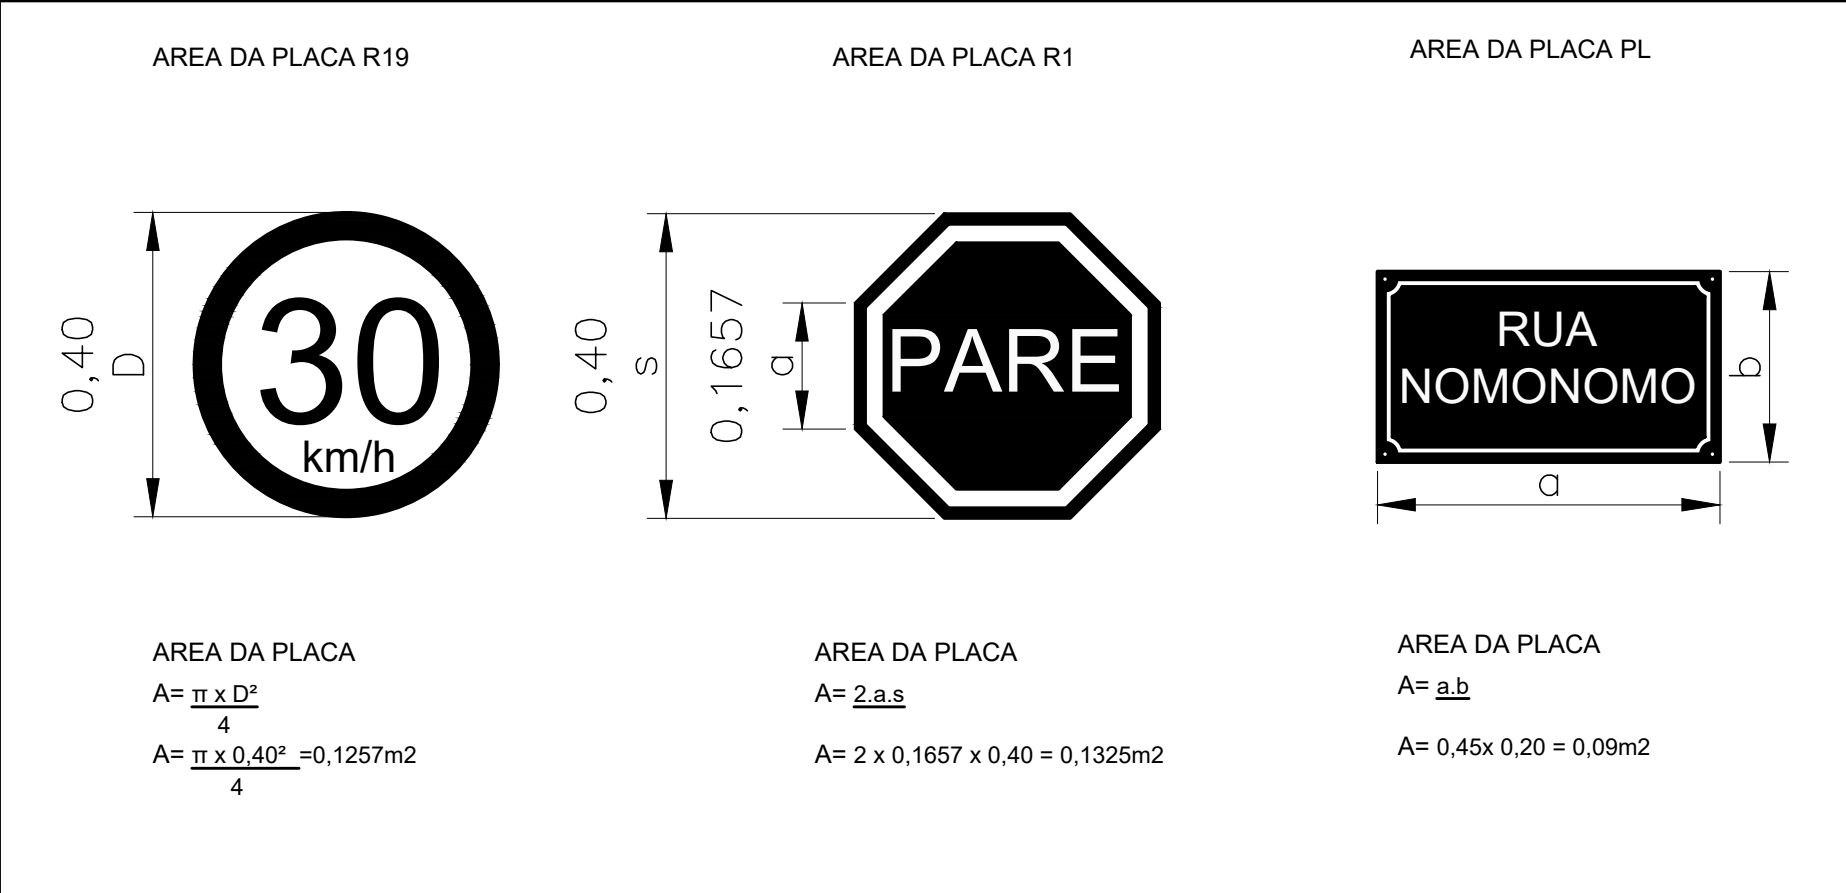 AREA DA PLACA R19
0,40
D
30
km/h
AREA DA PLACA
A= π x D²
4
A= π x 0,40² =0,1257m2
4
AREA DA PLACA R1
0,40
s
0,1657
a
PARE
AREA DA PLACA
A= 2.a.s
A= 2 x 0,1657 x 0,40 = 0,1325m2
AREA DA PLACA PL
RUA
NOMONOMO
b
a
AREA DA PLACA
A= a.b
A= 0,45x 0,20 = 0,09m2